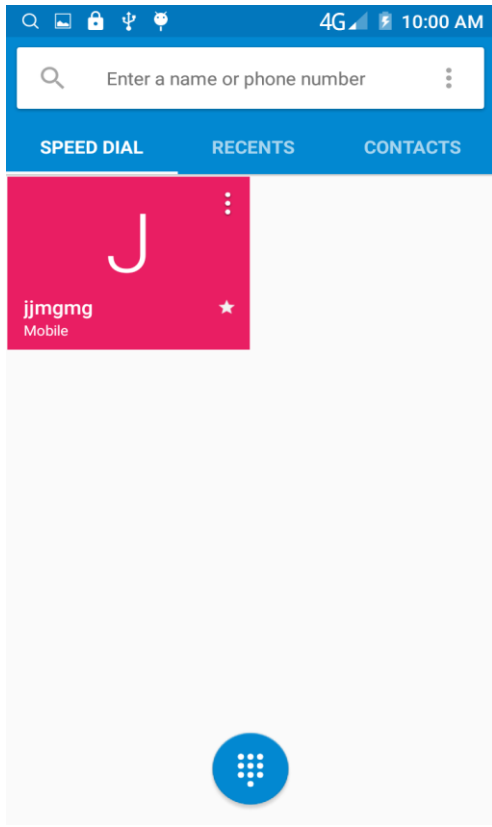 4G 10:00 AM
Enter a name or phone number
SPEED DIAL RECENTS CONTACTS
J
jjmgmg
Mobile